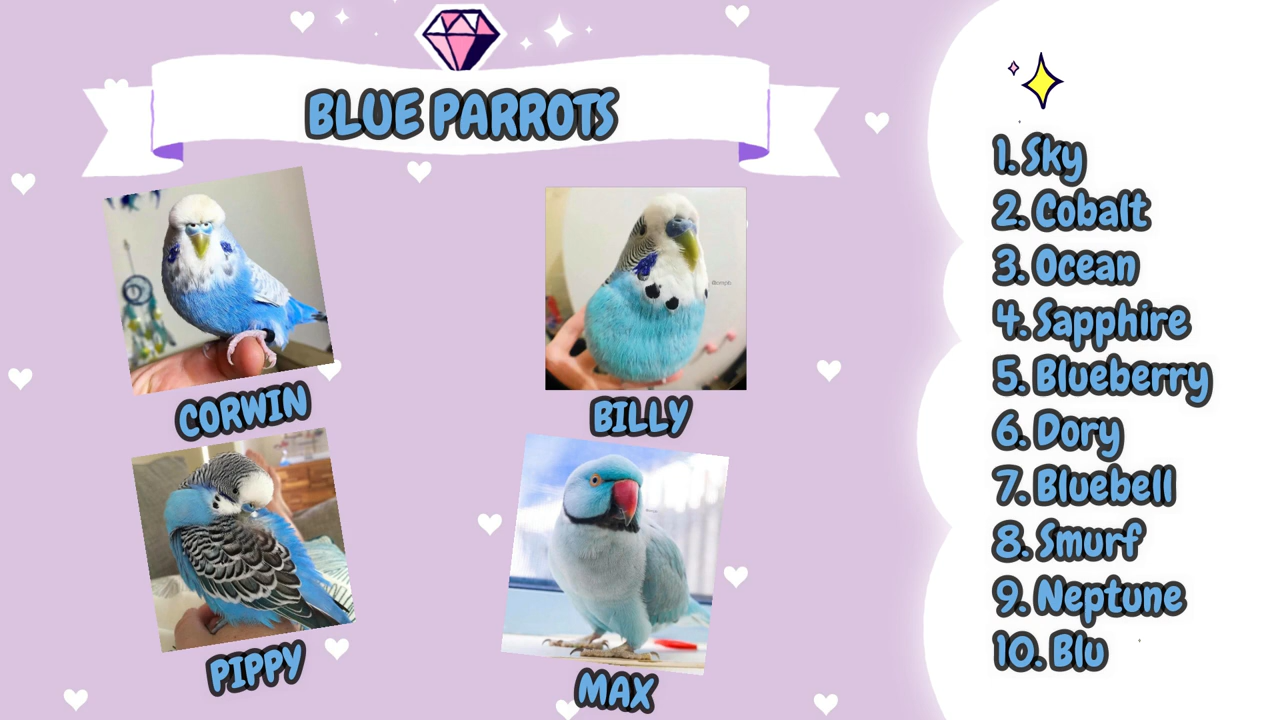 BLUE PARROTS
CORWIN
BILLY
PIPPY
MAX
1. Sky
2. Cobalt
3. Ocean
4. Sapphire
5. Blueberry
6. Dory
7. Bluebell
8. Smurf
9. Neptune
10. Blu